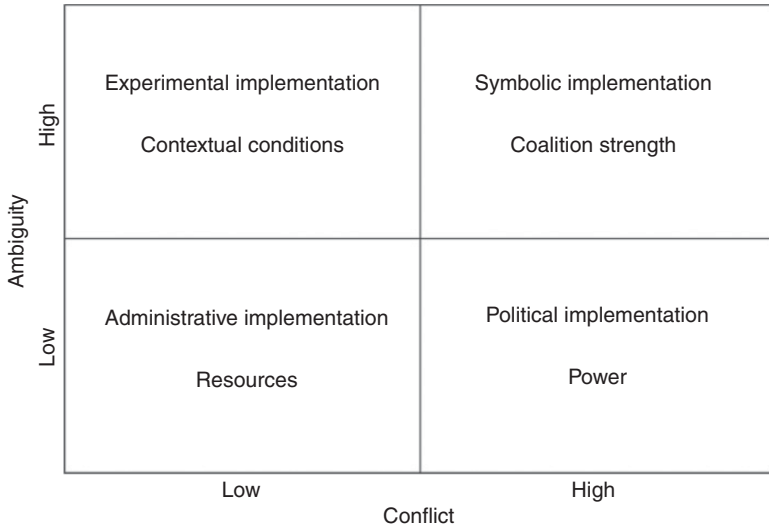 Experimental implementation
Symbolic implementation
High
Contextual conditions
Coalition strength
Ambiguity
Administrative implementation
Political implementation
Low
Resources
Power
Low
High
Conflict